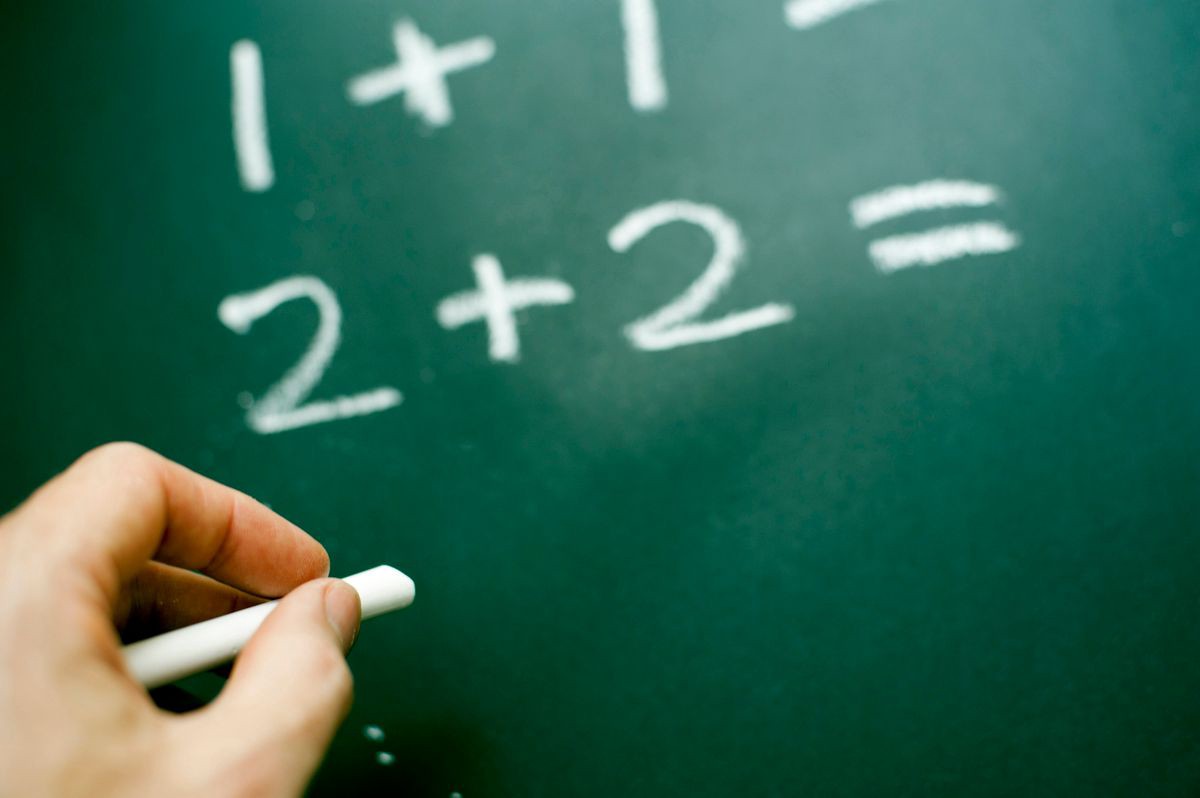 1 + 1 =
2 + 2 =